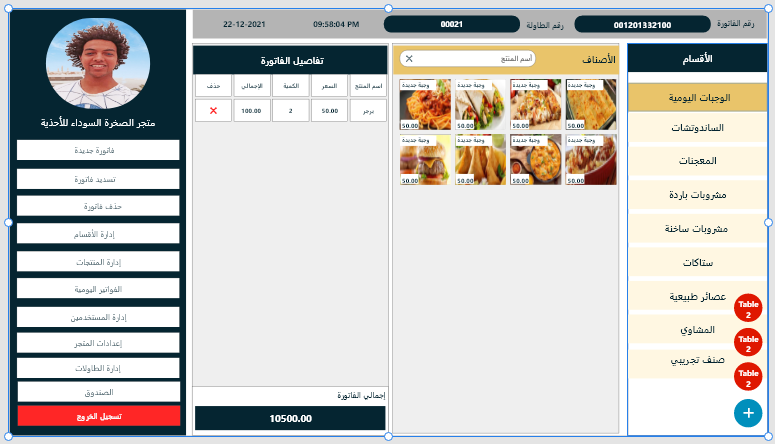 رقم الفاتورة
001201332100
رقم الطاولة
00021
09:58:04 PM
22-12-2021
الأقسام
الوجبات اليومية
الساندوتشات
المعجنات
مشروبات باردة
مشروبات ساخنة
ستاكات
عصائر طبيعية
المشاوي
صنف تجريبي
Table 2
Table 2
Table 2
+
الأصناف
أسم المنتج
وجبة جديدة
50.00
وجبة جديدة
50.00
وجبة جديدة
50.00
وجبة جديدة
50.00
وجبة جديدة
50.00
وجبة جديدة
50.00
وجبة جديدة
50.00
وجبة جديدة
50.00
تفاصيل الفاتورة
اسم المنتج السعر الكمية الإجمالي حذف
برجر 50.00 2 100.00
إجمالي الفاتورة
10500.00
متجر الصخرة السوداء للأحذية
فاتورة جديدة
تسديد فاتورة
حذف فاتورة
إدارة الأقسام
إدارة المنتجات
الفواتير اليومية
إدارة المستخدمين
إعدادات المتجر
إدارة الطاولات
الصندوق
تسجيل الخروج